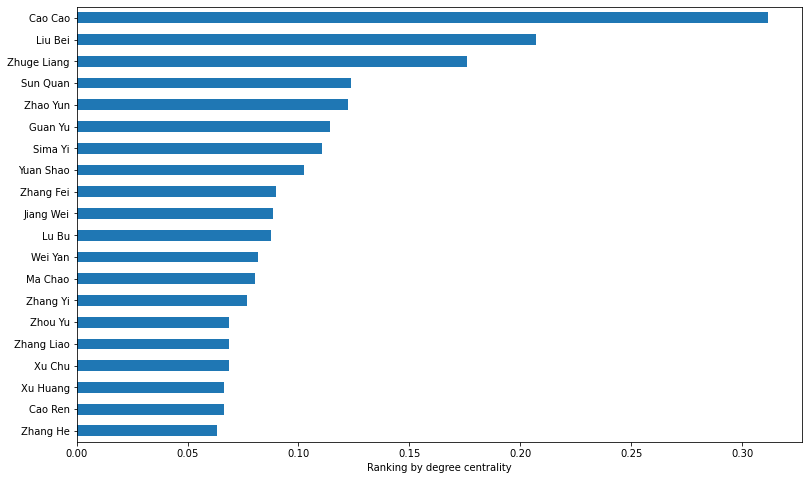 Cao Cao
Liu Bei
Zhuge Liang
Sun Quan
Zhao Yun
Guan Yu
Sima Yi
Yuan Shao
Zhang Fei
Jiang Wei
Lu Bu
Wei Yan
Ma Chao
Zhang Yi
Zhou Yu
Zhang Liao
Xu Chu
Xu Huang
Cao Ren
Zhang He
0.00 0.05 0.10 0.15 0.20 0.25 0.30
Ranking by degree centrality